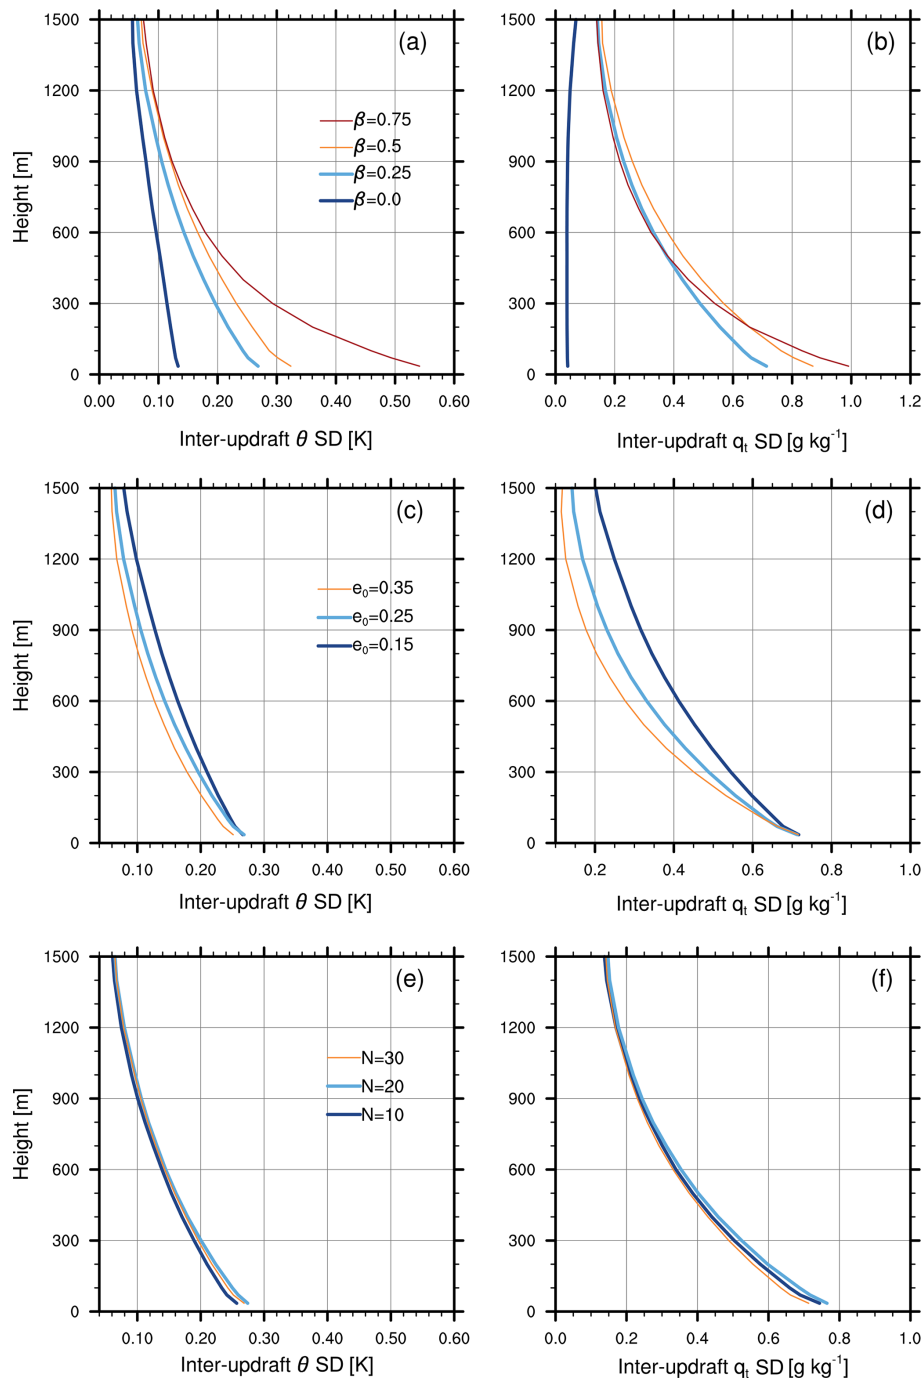 1500
1200
900
600
300
0
Height [m]
(a)
β=0.75
β=0.5
β=0.25
β=0.0
0.00 0.10 0.20 0.30 0.40 0.50 0.60
Inter-updraft θ SD [K]
1500
1200
900
600
300
0
(b)
0.0 0.2 0.4 0.6 0.8 1.0 1.2
Inter-updraft qt SD [g kg-1]
1500
1200
900
600
300
0
Height [m]
(c)
e0=0.35
e0=0.25
e0=0.15
0.10 0.20 0.30 0.40 0.50 0.60
Inter-updraft θ SD [K]
1500
1200
900
600
300
0
(d)
0.2 0.4 0.6 0.8 1.0
Inter-updraft qt SD [g kg-1]
1500
1200
900
600
300
0
Height [m]
(e)
N=30
N=20
N=10
0.10 0.20 0.30 0.40 0.50 0.60
Inter-updraft θ SD [K]
1500
1200
900
600
300
0
(f)
0.0 0.2 0.4 0.6 0.8 1.0
Inter-updraft qt SD [g kg-1]